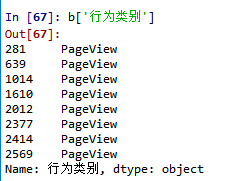 In [67]: b['行为类别']
Out[67]:
281     PageView
639     PageView
1014    PageView
1610    PageView
2012    PageView
2377    PageView
2414    PageView
2569    PageView
Name: 行为类别, dtype: object